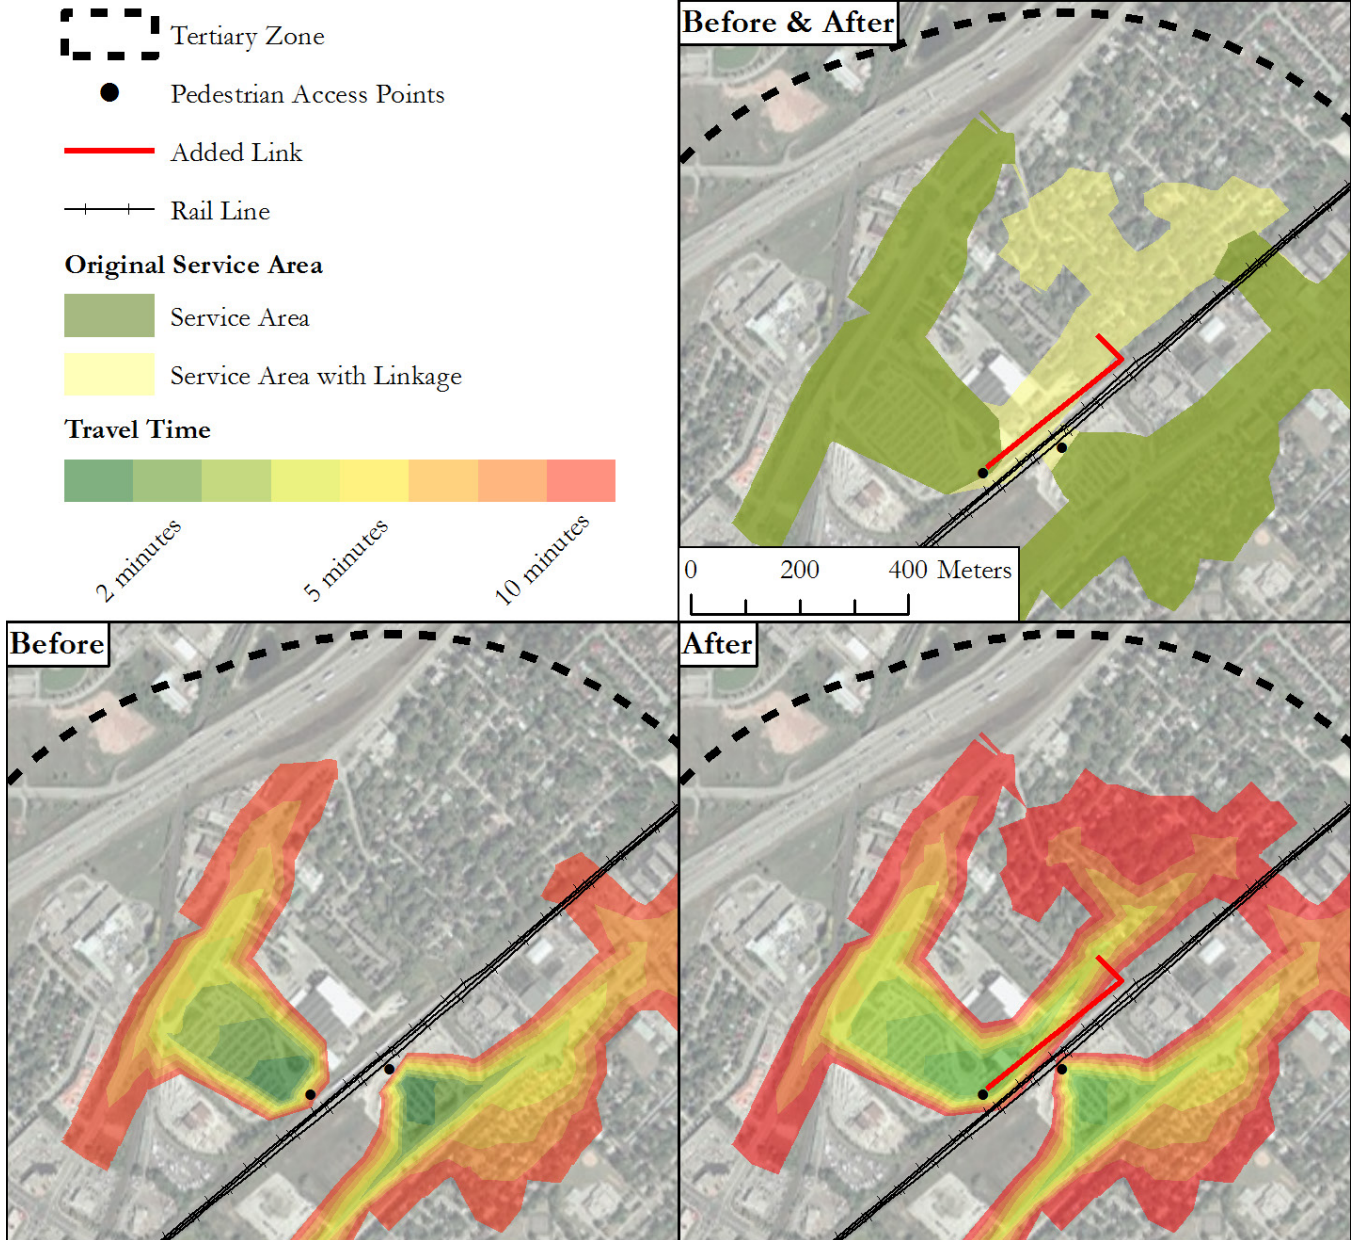 Tertiary Zone
Pedestrian Access Points
Added Link
Rail Line
Original Service Area
Service Area
Service Area with Linkage
Travel Time
2 minutes
5 minutes
10 minutes
Before & After
0 200 400 Meters
Before
After